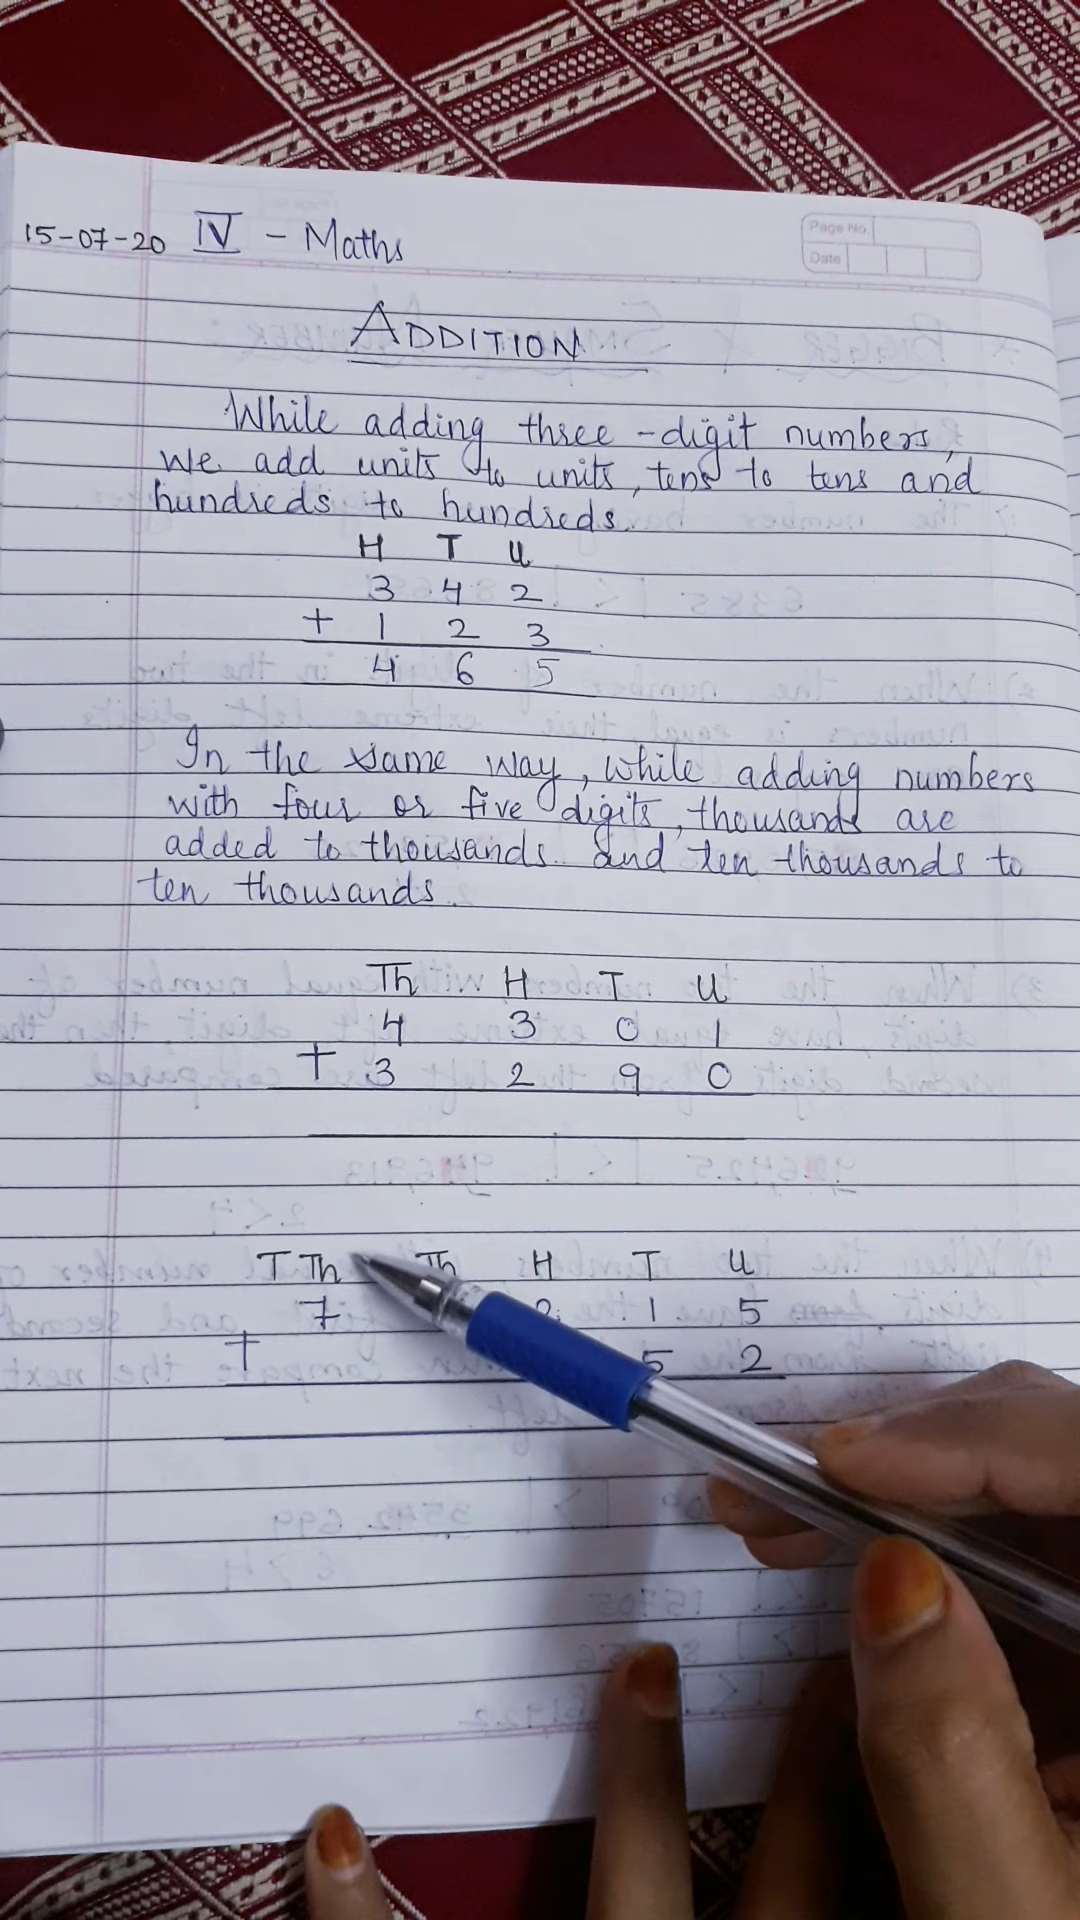 15-07-20 IV - Maths
Page No.
Date
ADDITION
While adding three-digit numbers,
we add units to units, tens to tens and
hundreds to hundreds.
H T U
3 4 2
+ 1 2 3
4 6 5
In the same way, while adding numbers
with four or five digits, thousands are
added to thousands and ten thousands to
ten thousands.
Th H T U
4 3 0 1
+ 3 2 9 0
T Th Th H T U
7 1 5
+ 5 2